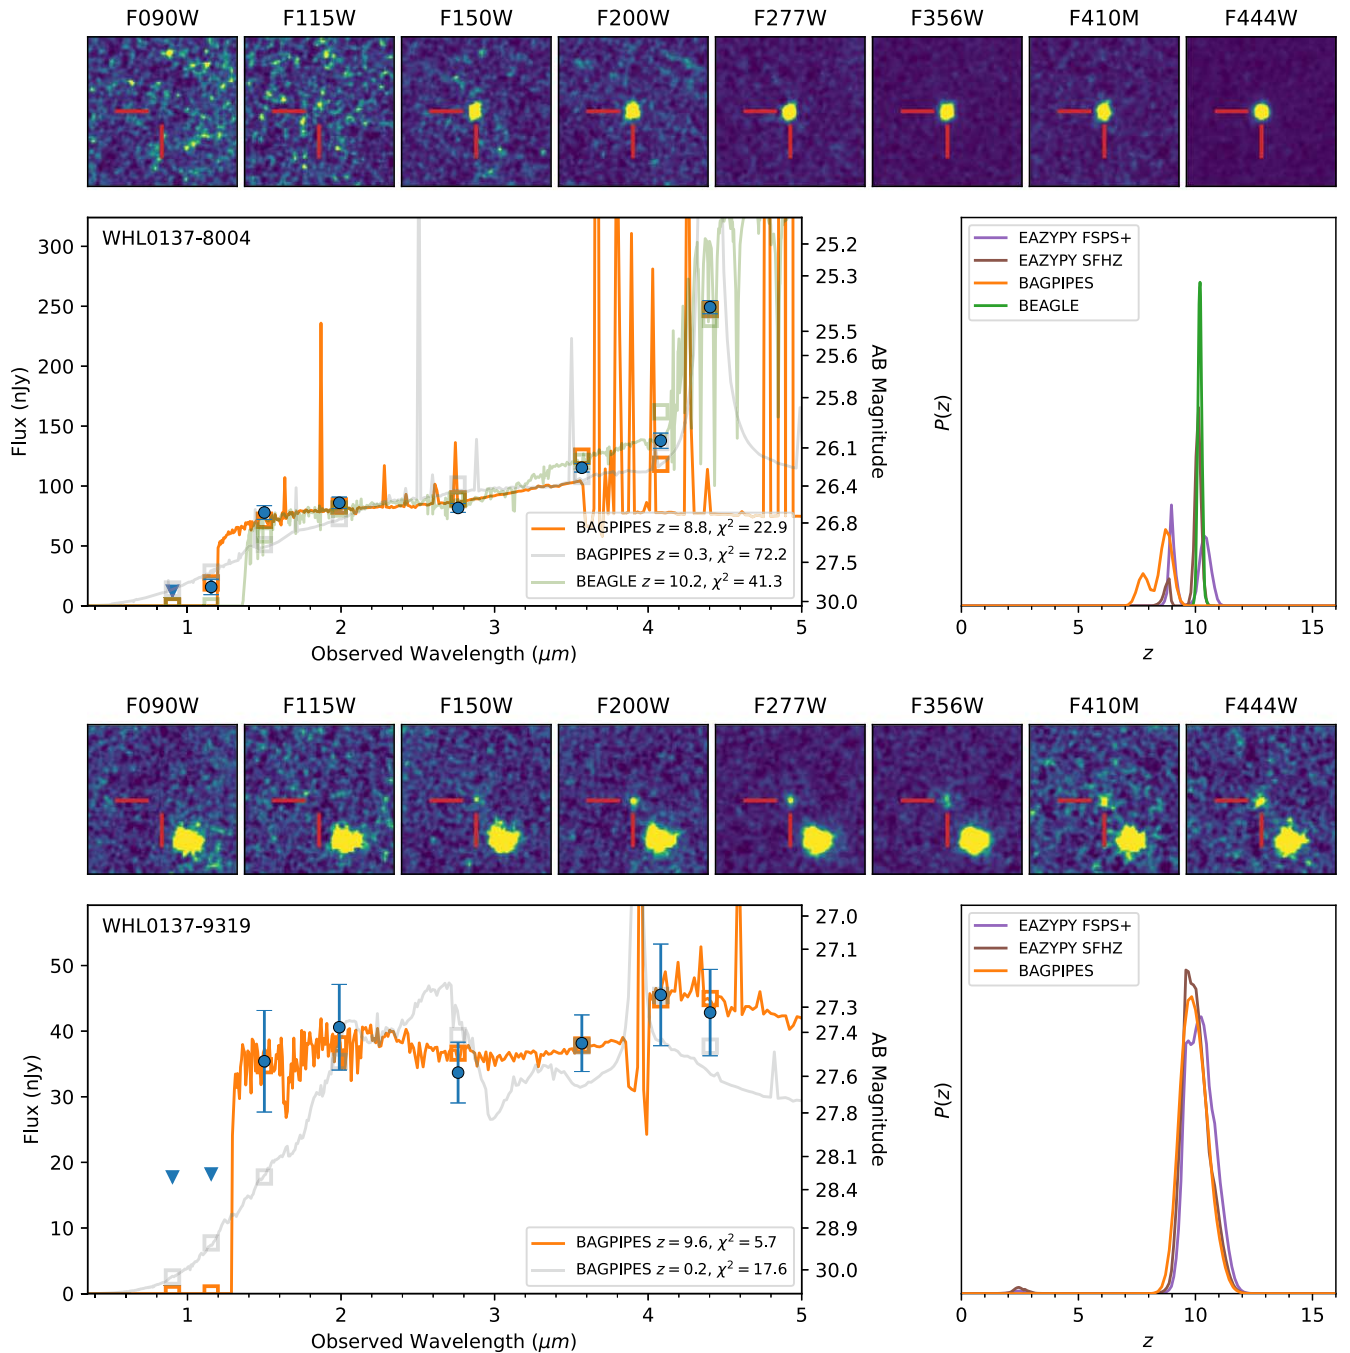 F090W F115W F150W F200W F277W F356W F410M F444W
WHL0137-8004
Flux (nJy)
300
250
200
150
100
50
0
25.2
25.3
25.5
25.6
25.8
26.1
26.4
26.8
27.5
30.0
AB Magnitude
BAGPIPES z = 8.8, χ² = 22.9
BAGPIPES z = 0.3, χ² = 72.2
BEAGLE z = 10.2, χ² = 41.3
1 2 3 4 5
Observed Wavelength (μm)
EAZYPY FSPS+
EAZYPY SFHZ
BAGPIPES
BEAGLE
P(z)
0 5 10 15
z
F090W F115W F150W F200W F277W F356W F410M F444W
WHL0137-9319
Flux (nJy)
50
40
30
20
10
0
27.0
27.1
27.3
27.4
27.6
27.8
28.1
28.4
28.9
30.0
AB Magnitude
BAGPIPES z = 9.6, χ² = 5.7
BAGPIPES z = 0.2, χ² = 17.6
1 2 3 4 5
Observed Wavelength (μm)
EAZYPY FSPS+
EAZYPY SFHZ
BAGPIPES
P(z)
0 5 10 15
z